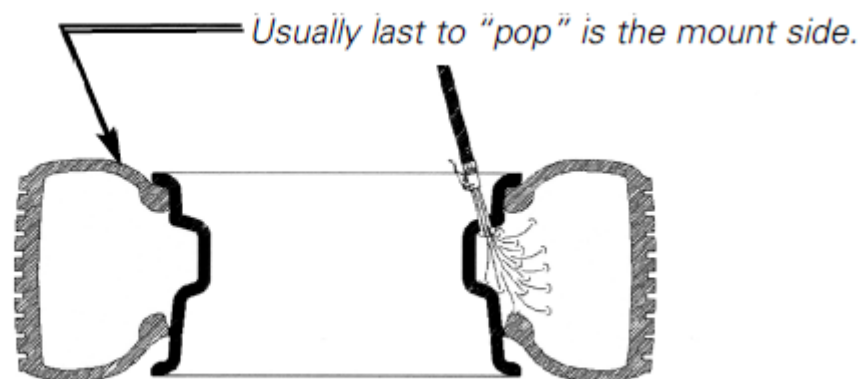 Usually last to “pop” is the mount side.